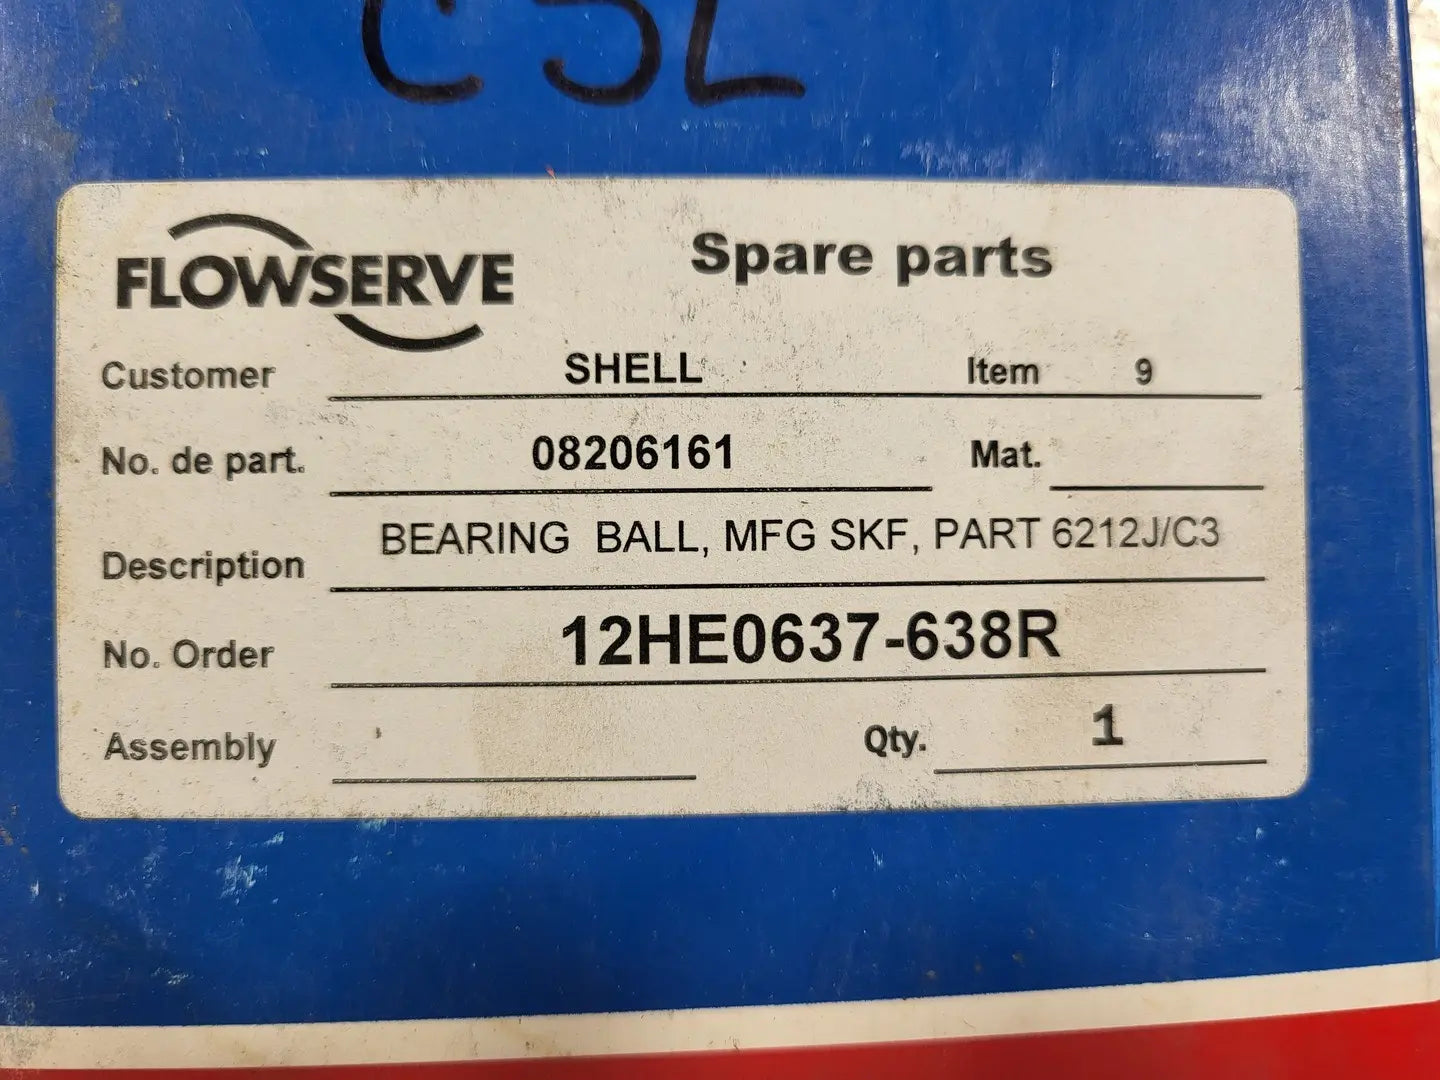 FLOWSERVE
Spare parts
Customer SHELL Item 9
No. de part. 08206161 Mat.
Description BEARING BALL, MFG SKF, PART 6212J/C3
No. Order 12HE0637-638R
Assembly Qty. 1